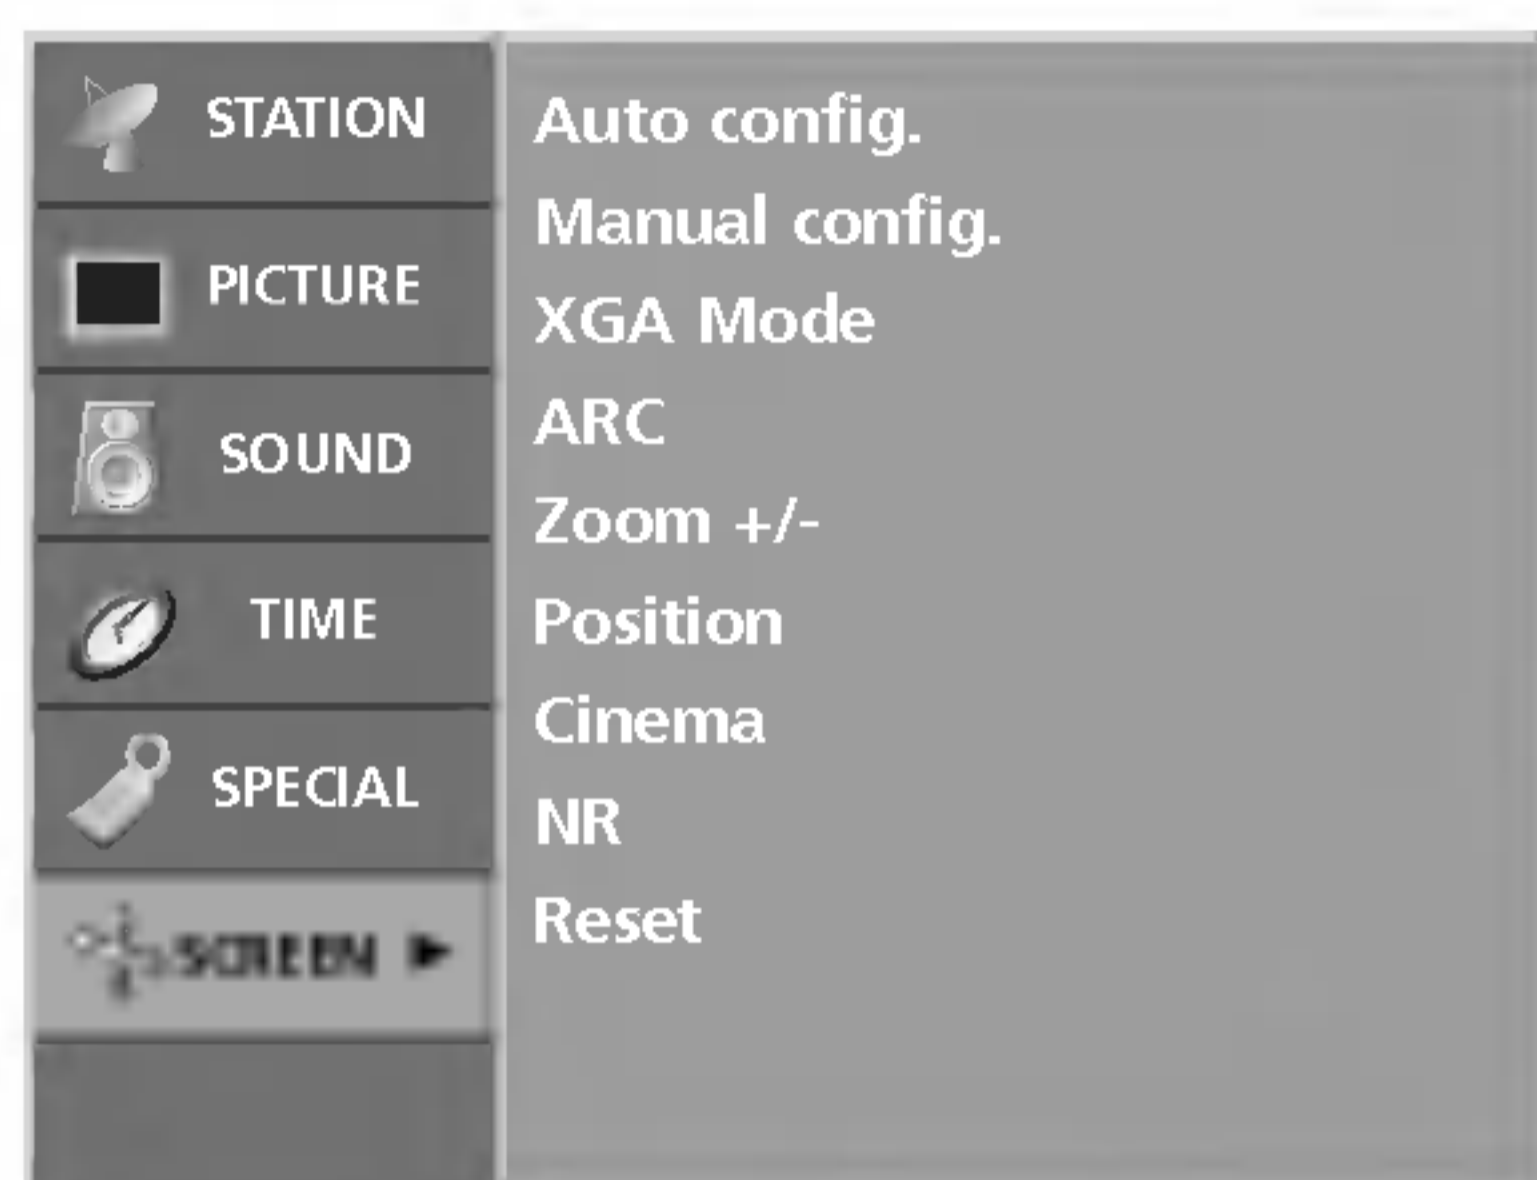 STATION
PICTURE
SOUND
TIME
SPECIAL
SCREEN
Auto config.
Manual config.
XGA Mode
ARC
Zoom +/-
Position
Cinema
NR
Reset